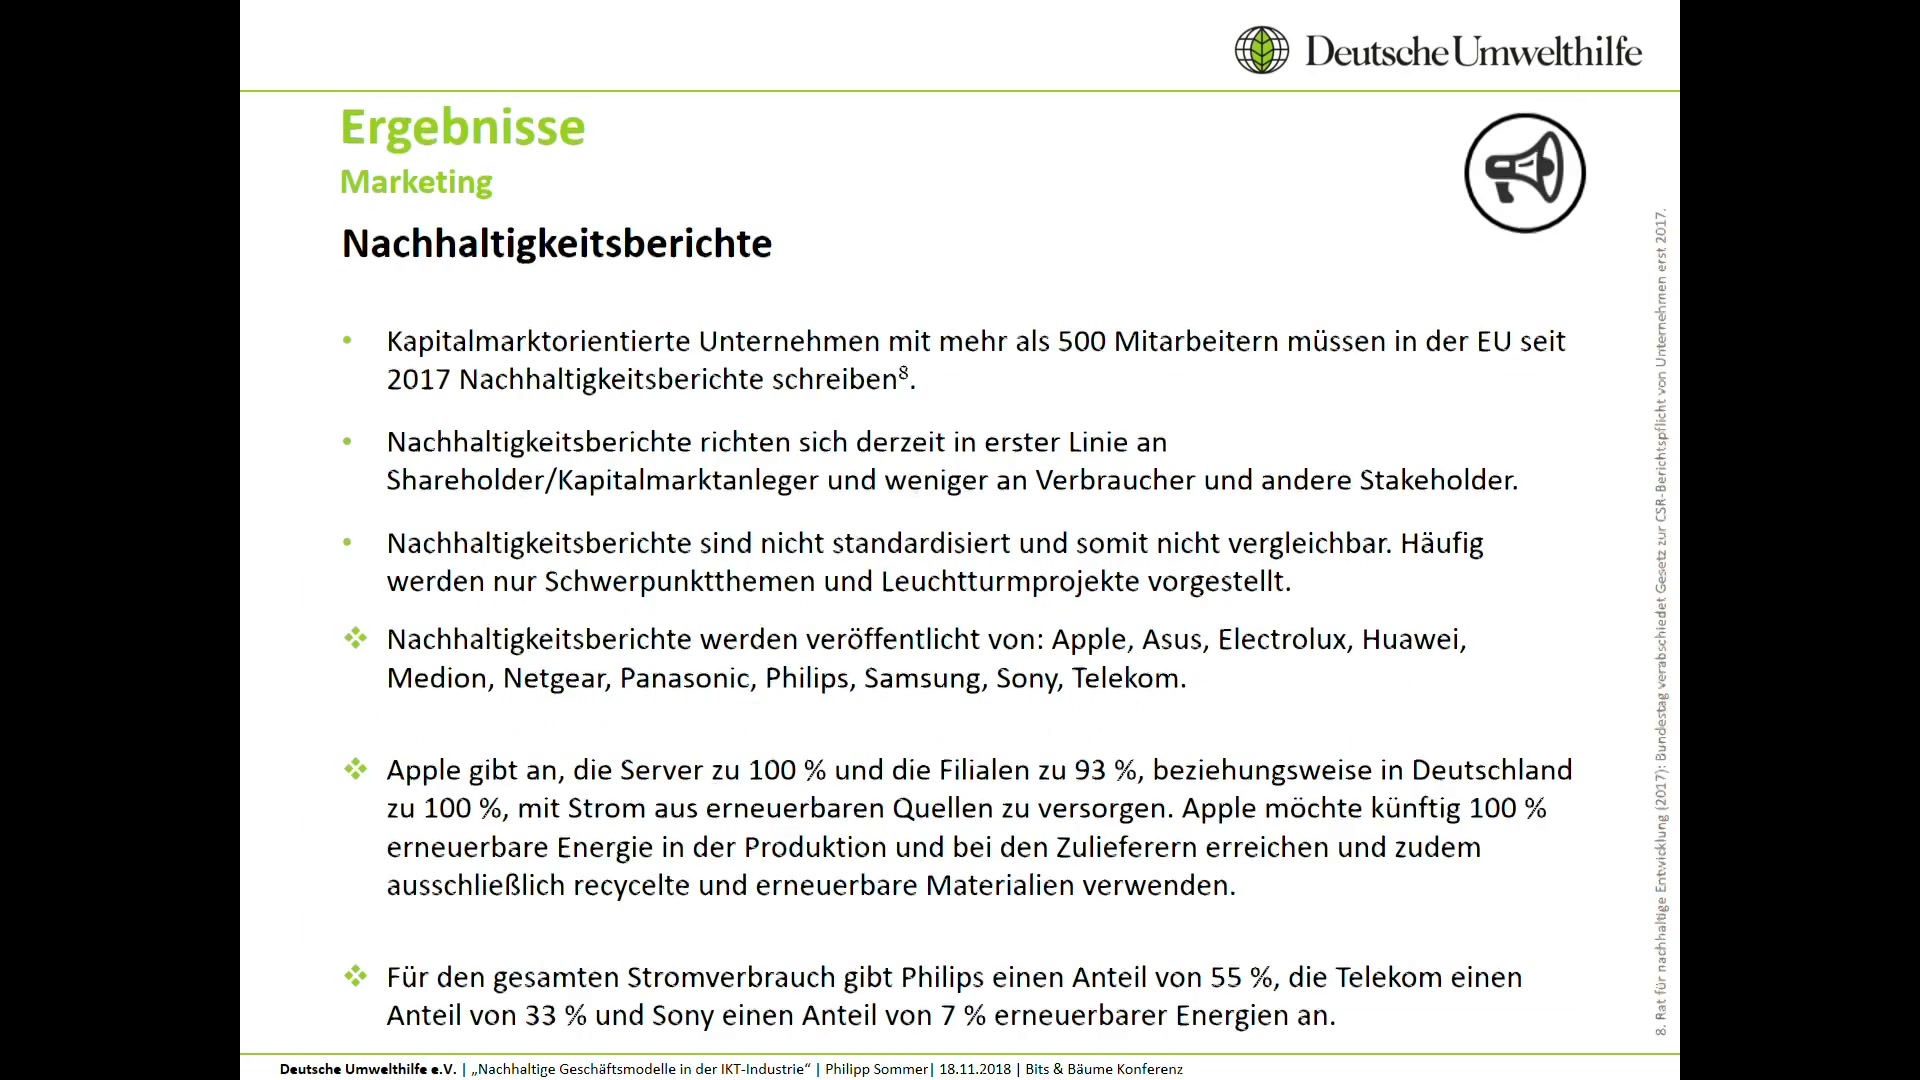 Deutsche Umwelthilfe
Ergebnisse
Marketing
Nachhaltigkeitsberichte
• Kapitalmarktorientierte Unternehmen mit mehr als 500 Mitarbeitern müssen in der EU seit
2017 Nachhaltigkeitsberichte schreiben⁸.
• Nachhaltigkeitsberichte richten sich derzeit in erster Linie an
Shareholder/Kapitalmarktanleger und weniger an Verbraucher und andere Stakeholder.
• Nachhaltigkeitsberichte sind nicht standardisiert und somit nicht vergleichbar. Häufig
werden nur Schwerpunktthemen und Leuchtturmprojekte vorgestellt.
❖ Nachhaltigkeitsberichte werden veröffentlicht von: Apple, Asus, Electrolux, Huawei,
Medion, Netgear, Panasonic, Philips, Samsung, Sony, Telekom.
❖ Apple gibt an, die Server zu 100 % und die Filialen zu 93 %, beziehungsweise in Deutschland
zu 100 %, mit Strom aus erneuerbaren Quellen zu versorgen. Apple möchte künftig 100 %
erneuerbare Energie in der Produktion und bei den Zulieferern erreichen und zudem
ausschließlich recycelte und erneuerbare Materialien verwenden.
❖ Für den gesamten Stromverbrauch gibt Philips einen Anteil von 55 %, die Telekom einen
Anteil von 33 % und Sony einen Anteil von 7 % erneuerbarer Energien an.
8. Rat für nachhaltige Entwicklung (2017): Bundestag verabschiedet Gesetz zur CSR-Berichtspflicht von Unternehmen erst 2017.
Deutsche Umwelthilfe e.V. | „Nachhaltige Geschäftsmodelle in der IKT-Industrie“ | Philipp Sommer| 18.11.2018 | Bits & Bäume Konferenz